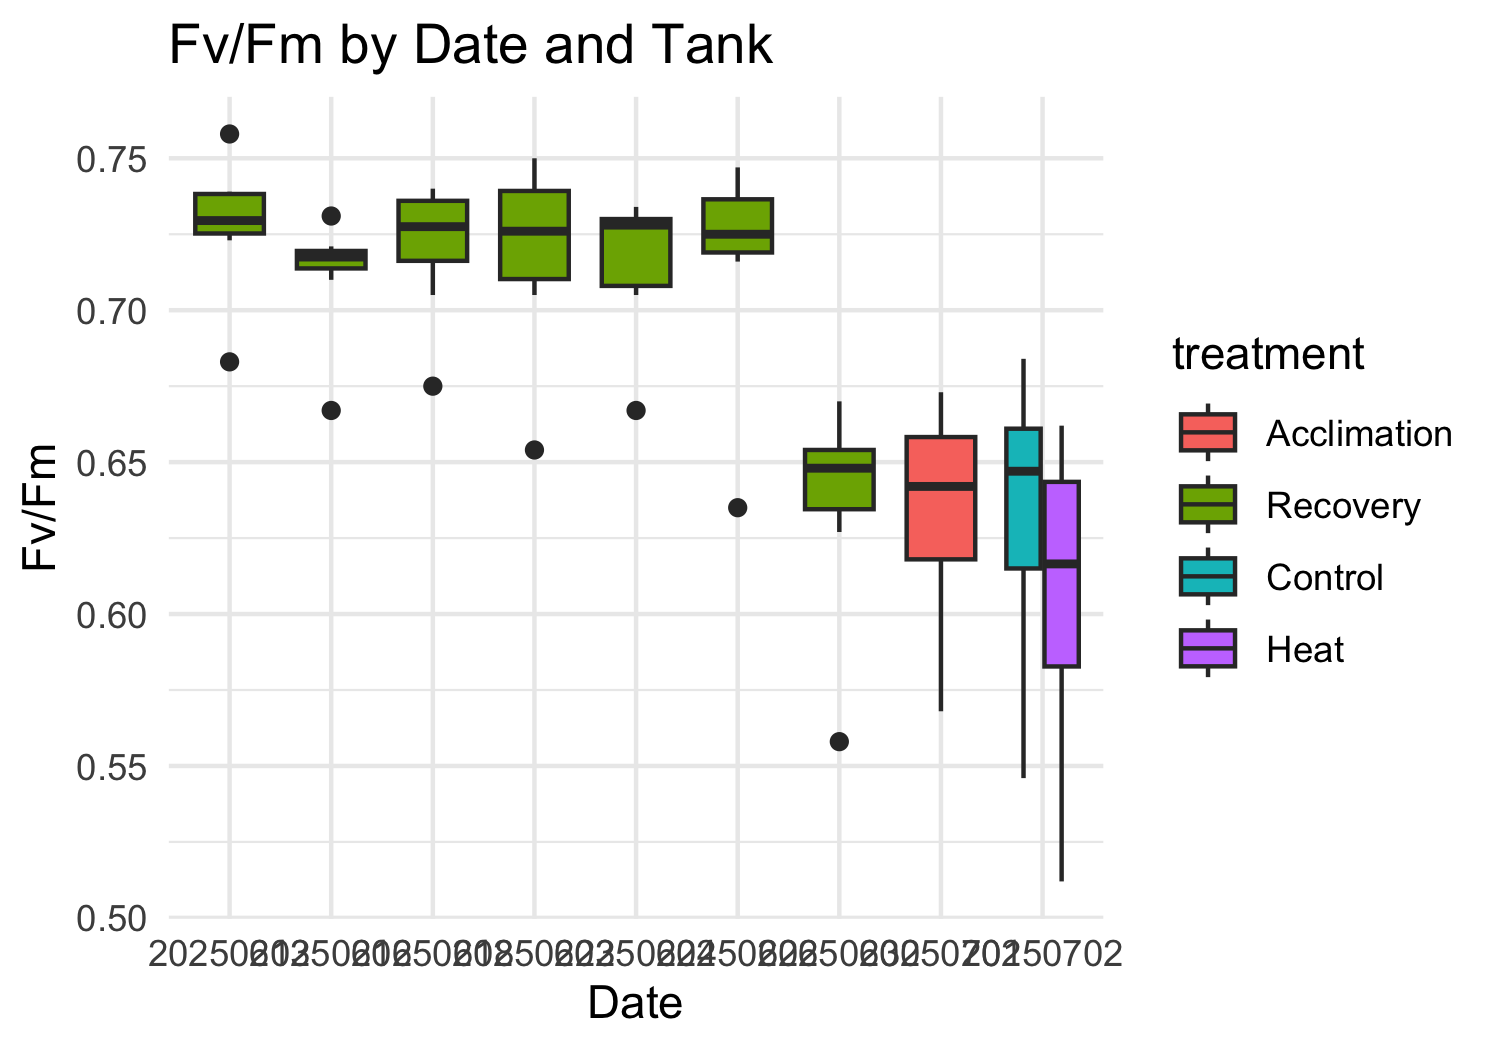 Fv/Fm by Date and Tank
0.75
0.70
0.65
0.60
0.55
0.50
Fv/Fm
20250702
Date
treatment
Acclimation
Recovery
Control
Heat